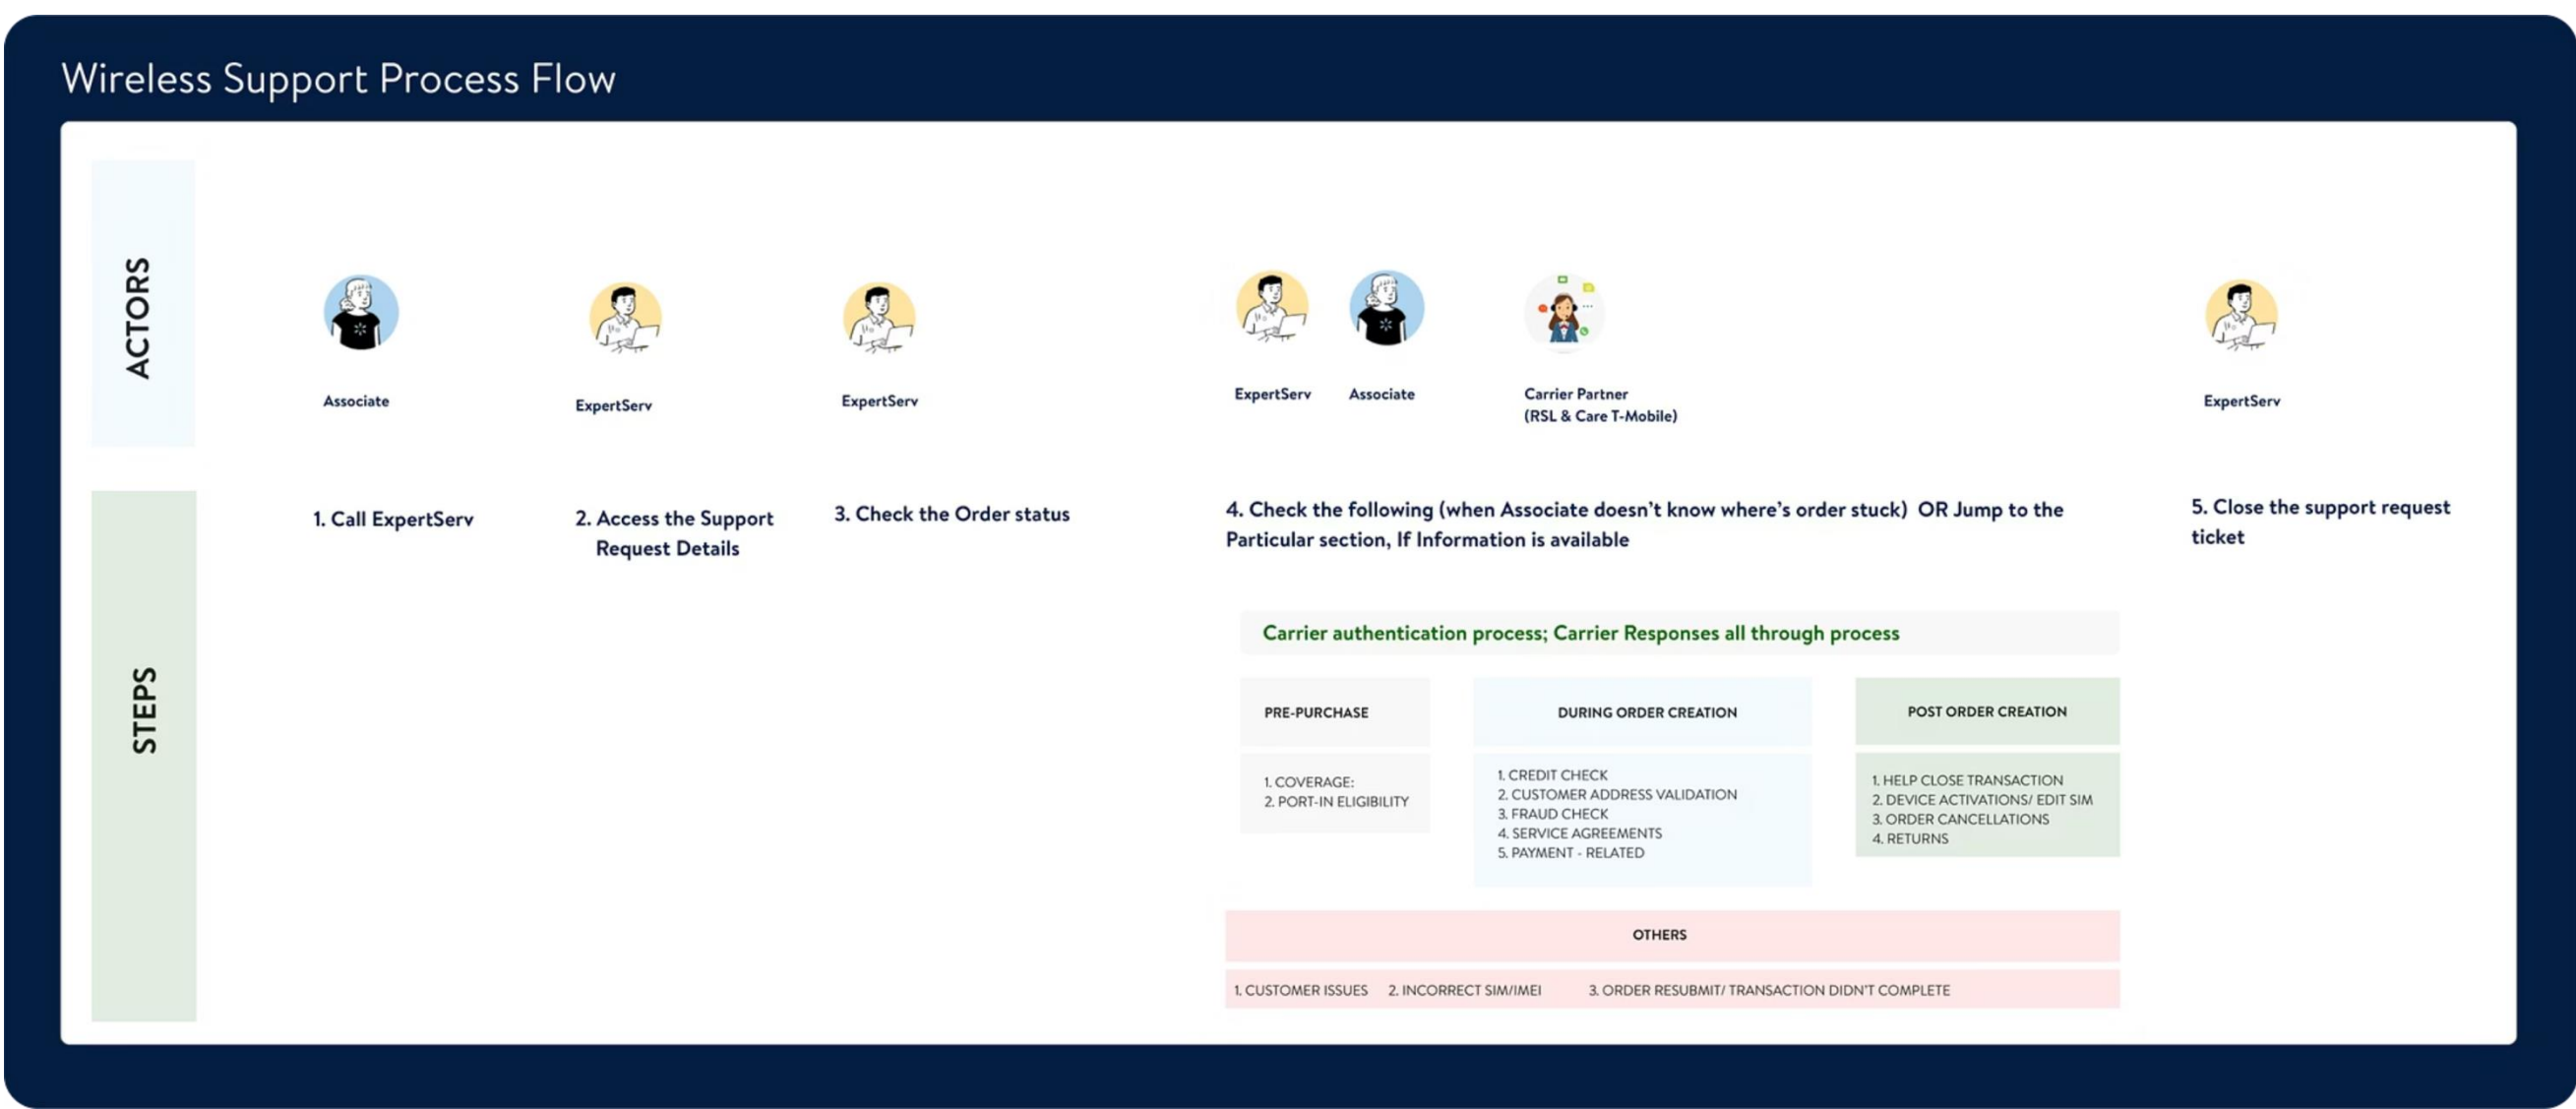 Wireless Support Process Flow
ACTORS
Associate
ExpertServ
ExpertServ
ExpertServ
Associate
Carrier Partner
(RSL & Care T-Mobile)
ExpertServ
STEPS
1. Call ExpertServ
2. Access the Support
Request Details
3. Check the Order status
4. Check the following (when Associate doesn't know where's order stuck) OR Jump to the
Particular section, If Information is available
Carrier authentication process; Carrier Responses all through process
PRE-PURCHASE
1. COVERAGE:
2. PORT-IN ELIGIBILITY
DURING ORDER CREATION
1. CREDIT CHECK
2. CUSTOMER ADDRESS VALIDATION
3. FRAUD CHECK
4. SERVICE AGREEMENTS
5. PAYMENT - RELATED
POST ORDER CREATION
1. HELP CLOSE TRANSACTION
2. DEVICE ACTIVATIONS/ EDIT SIM
3. ORDER CANCELLATIONS
4. RETURNS
OTHERS
1. CUSTOMER ISSUES 2. INCORRECT SIM/IMEI 3. ORDER RESUBMIT/ TRANSACTION DIDN'T COMPLETE
5. Close the support request
ticket